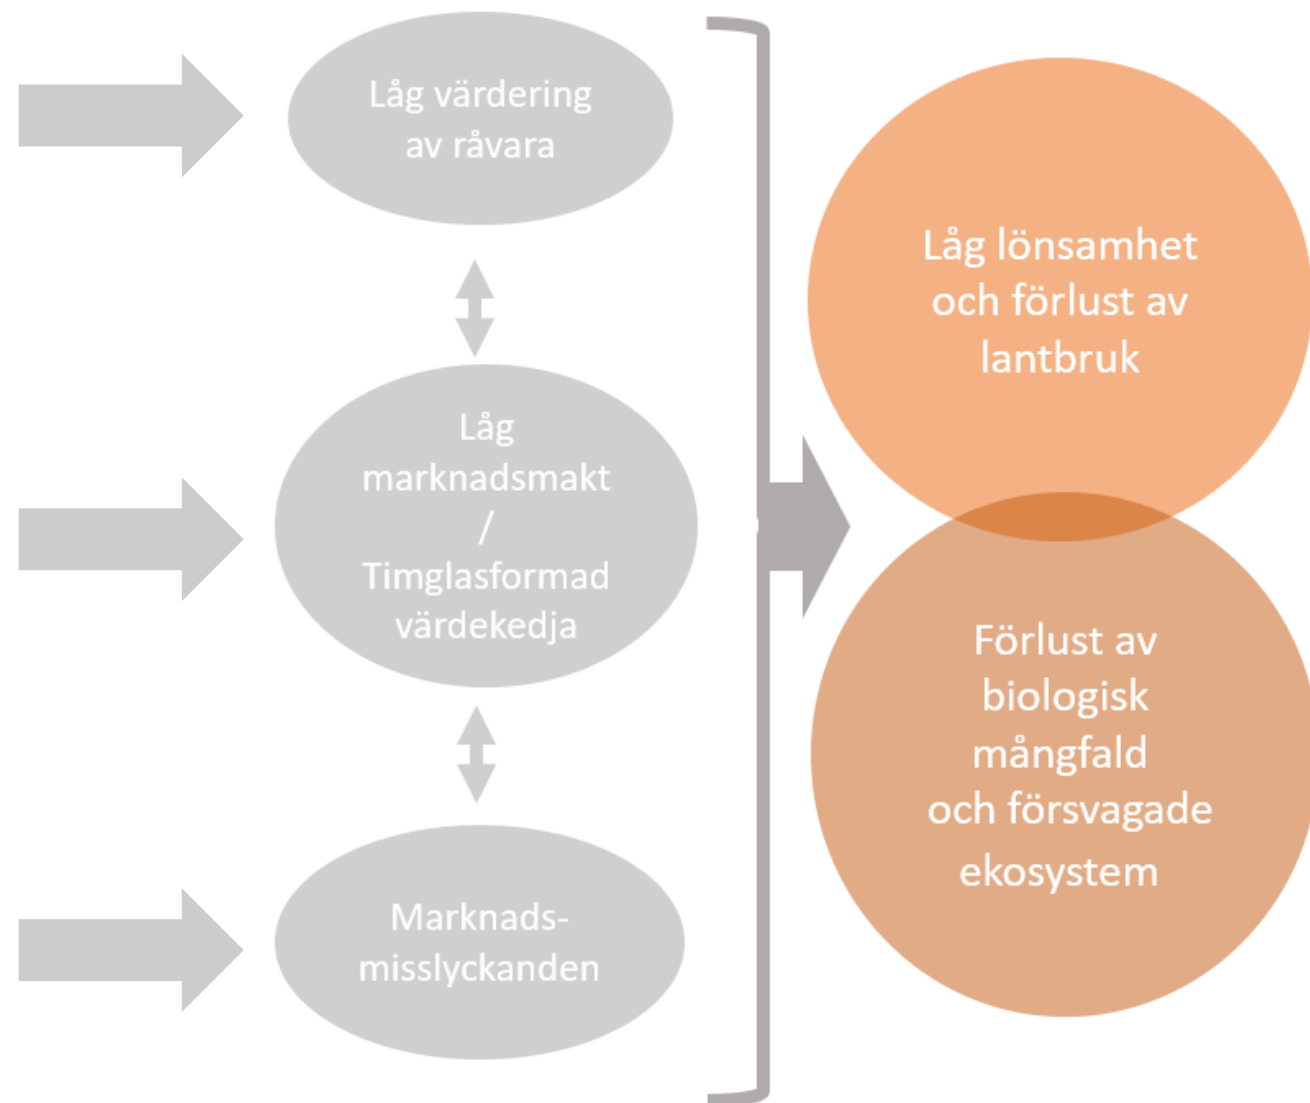 Låg värdering
av råvara
Låg
marknadsmakt
/
Timglasformad
värdekedja
Marknads-
misslyckanden
Låg lönsamhet
och förlust av
lantbruk
Förlust av
biologisk
mångfald
och försvagade
ekosystem